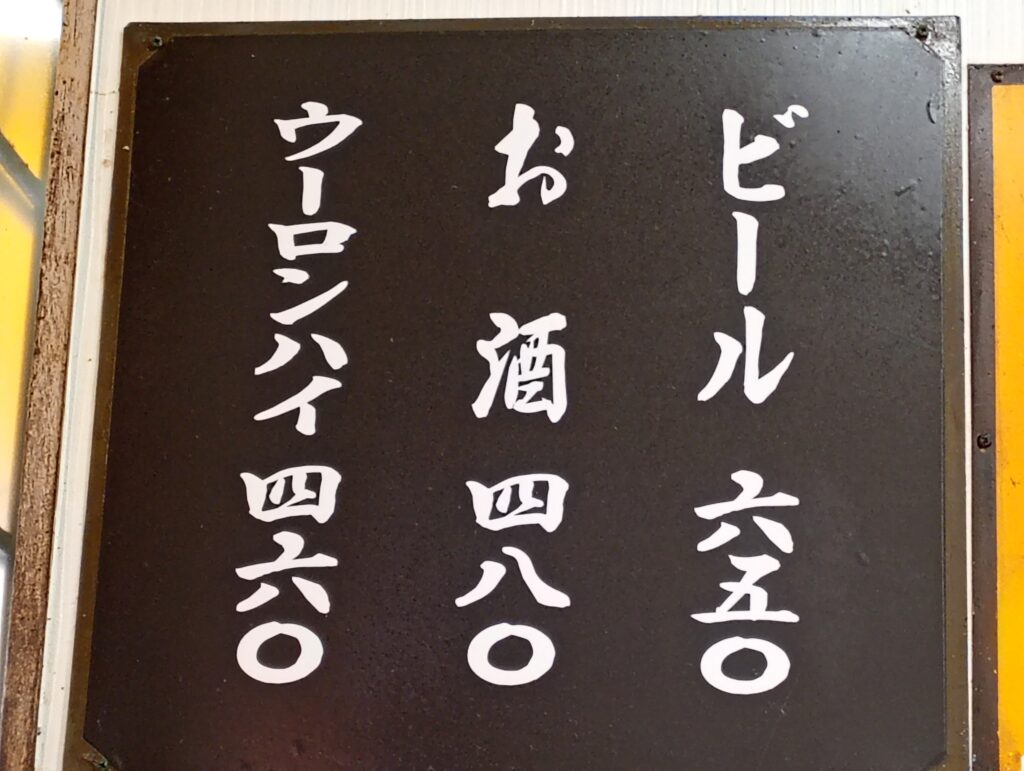 ビール 六五〇
お酒 四八〇
ウーロンハイ 四六〇